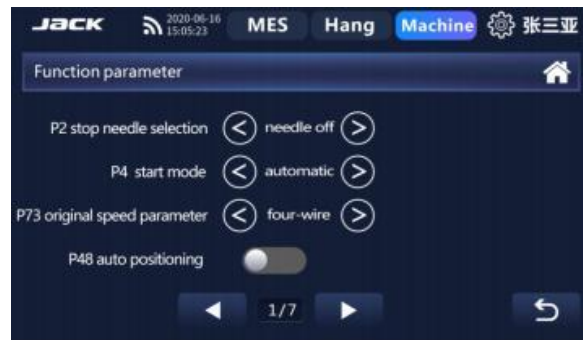 JACK 2020-06-16 15:05:23 MES Hang Machine 张三亚
Function parameter
P2 stop needle selection < needle off >
P4 start mode < automatic >
P73 original speed parameter < four-wire >
P48 auto positioning
1/7